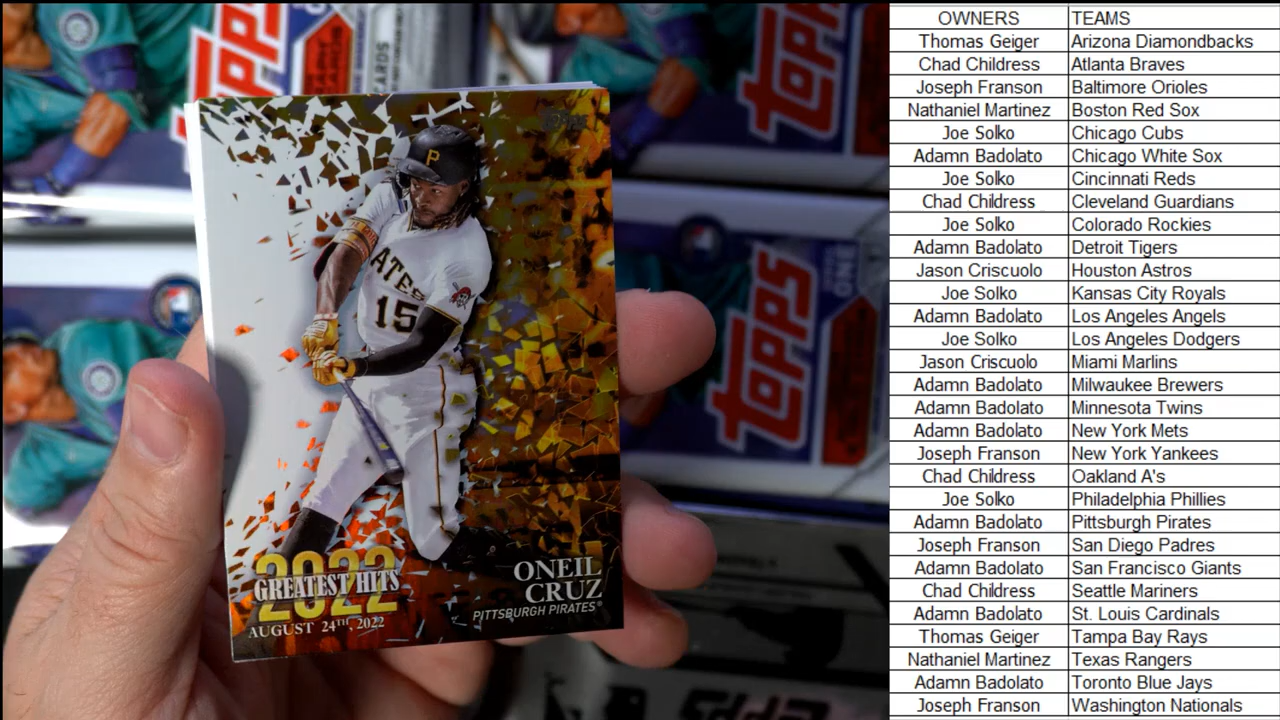 TOPPS
CARDS
P
Topps
PIRATES
15
2022
GREATEST HITS
AUGUST 24TH, 2022
ONEIL
CRUZ
PITTSBURGH PIRATES®
TOPPS
TOPPS
ONE
OWNERS TEAMS
Thomas Geiger Arizona Diamondbacks
Chad Childress Atlanta Braves
Joseph Franson Baltimore Orioles
Nathaniel Martinez Boston Red Sox
Joe Solko Chicago Cubs
Adamn Badolato Chicago White Sox
Joe Solko Cincinnati Reds
Chad Childress Cleveland Guardians
Joe Solko Colorado Rockies
Adamn Badolato Detroit Tigers
Jason Criscuolo Houston Astros
Joe Solko Kansas City Royals
Adamn Badolato Los Angeles Angels
Joe Solko Los Angeles Dodgers
Jason Criscuolo Miami Marlins
Adamn Badolato Milwaukee Brewers
Adamn Badolato Minnesota Twins
Adamn Badolato New York Mets
Joseph Franson New York Yankees
Chad Childress Oakland A's
Joe Solko Philadelphia Phillies
Adamn Badolato Pittsburgh Pirates
Joseph Franson San Diego Padres
Adamn Badolato San Francisco Giants
Chad Childress Seattle Mariners
Adamn Badolato St. Louis Cardinals
Thomas Geiger Tampa Bay Rays
Nathaniel Martinez Texas Rangers
Adamn Badolato Toronto Blue Jays
Joseph Franson Washington Nationals